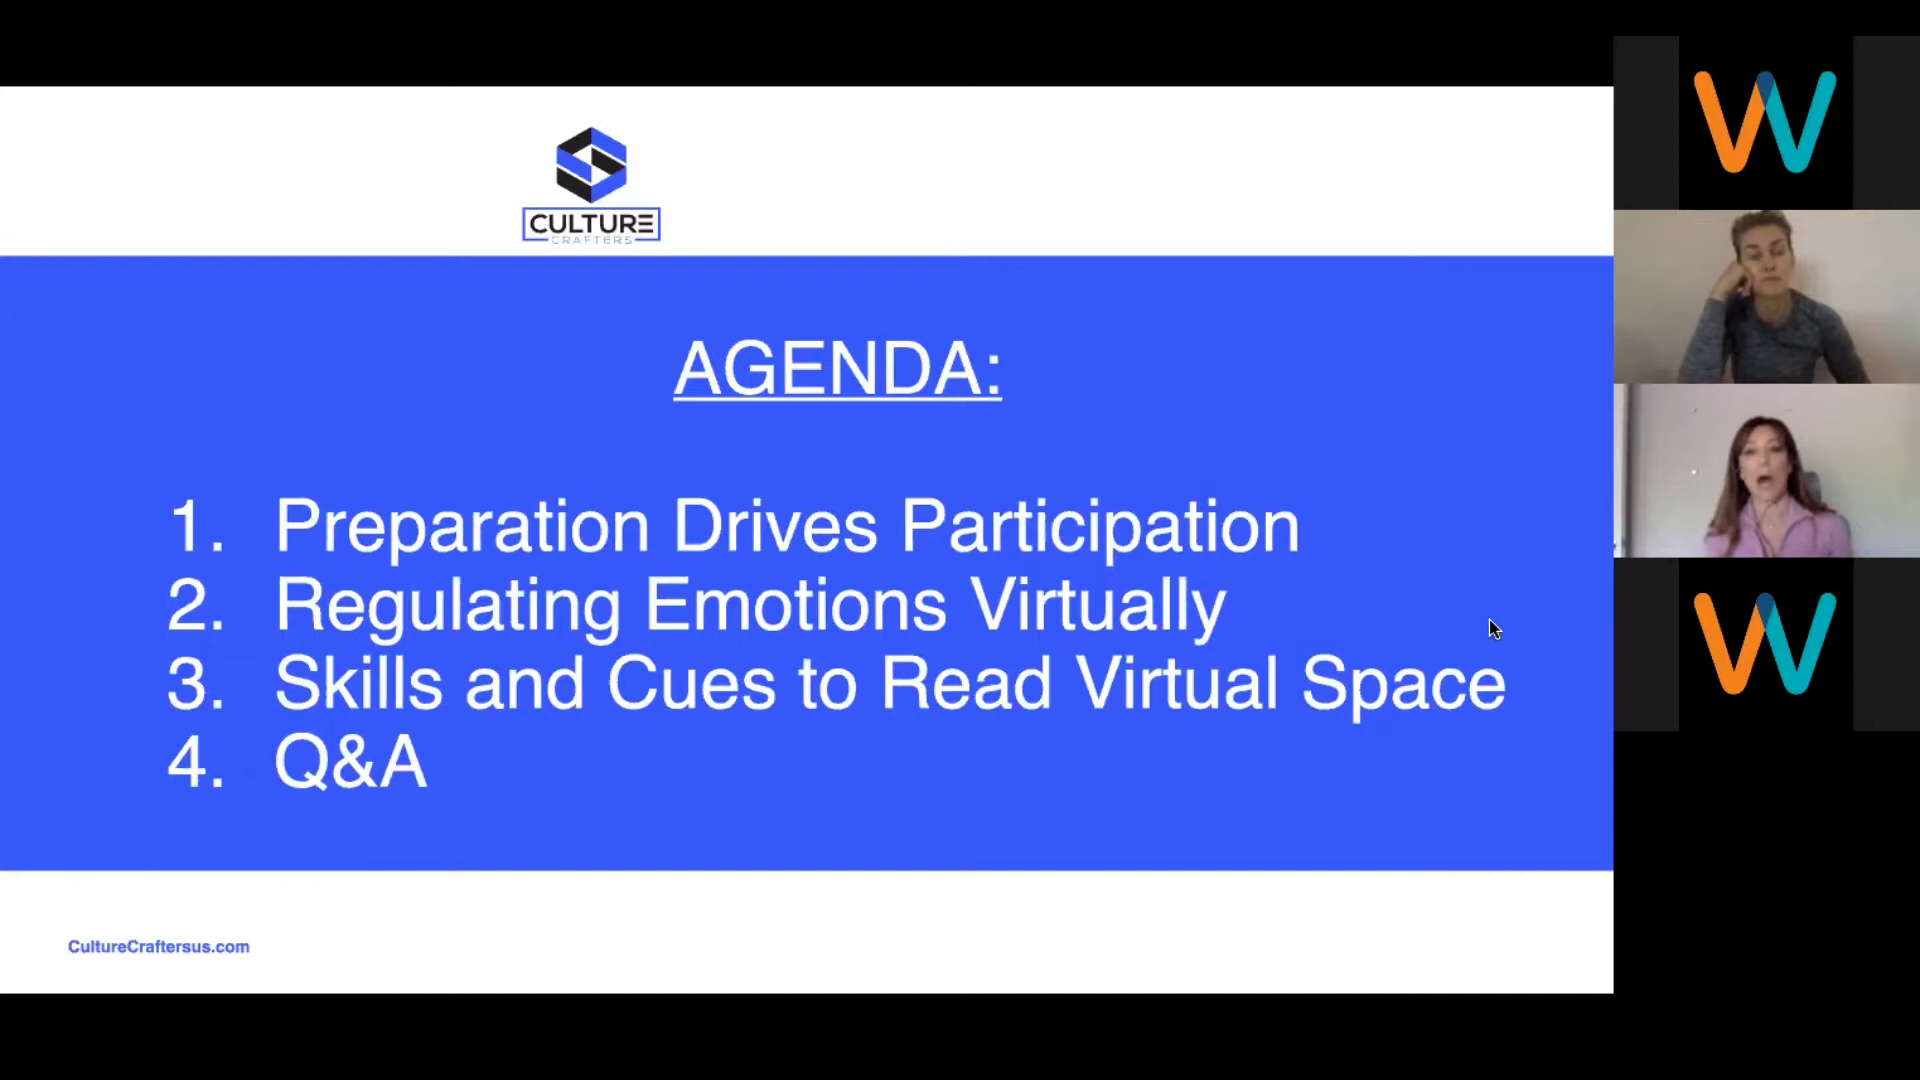 CULTURE
CRAFTERS
AGENDA:
1. Preparation Drives Participation
2. Regulating Emotions Virtually
3. Skills and Cues to Read Virtual Space
4. Q&A
CultureCraftersus.com